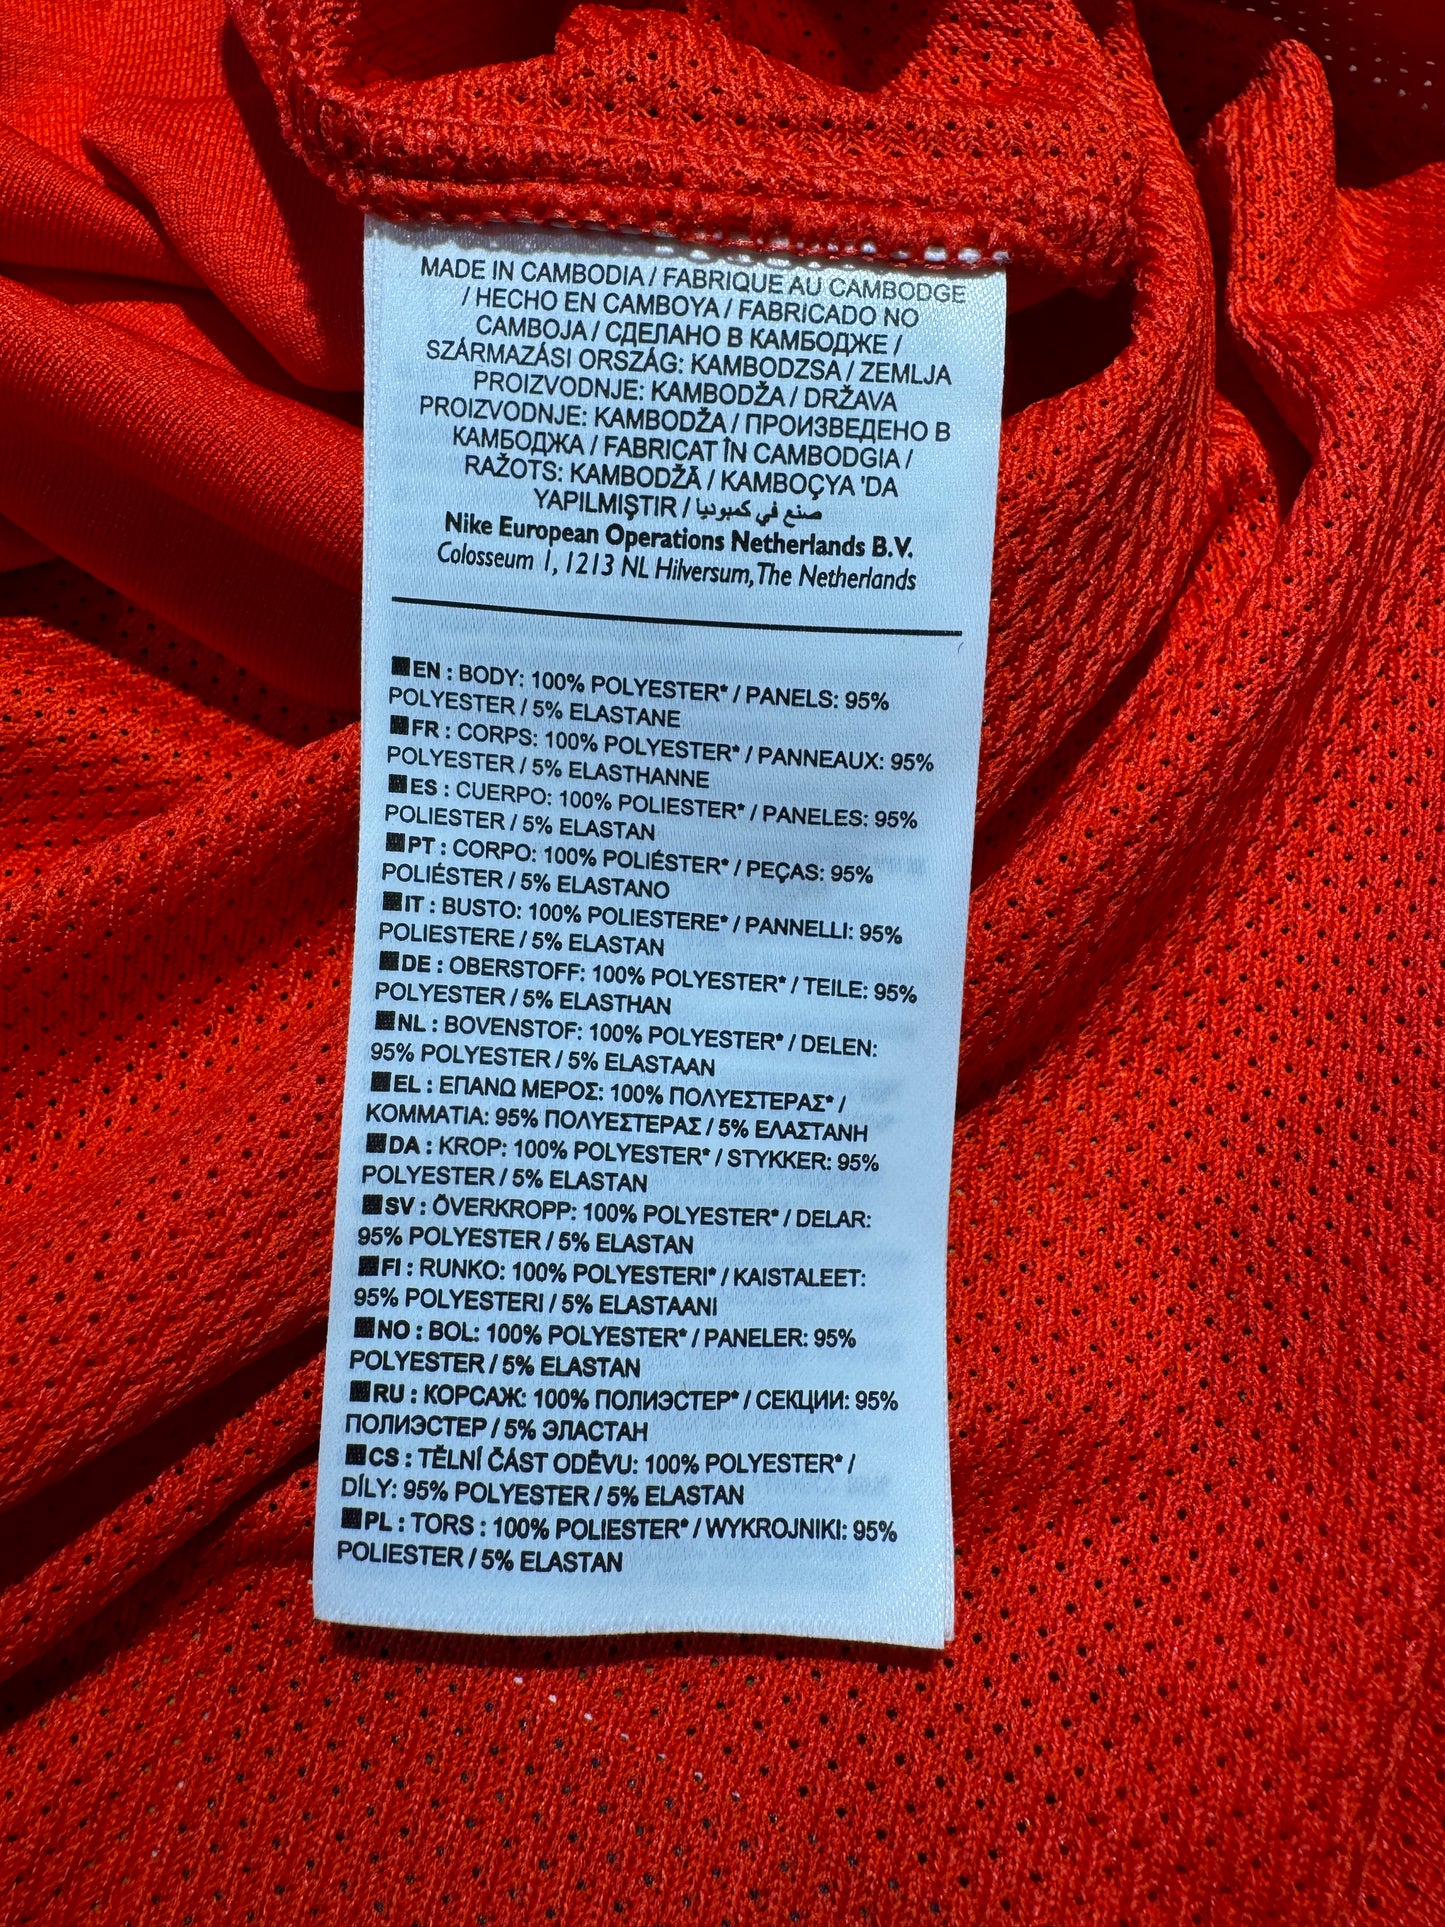 MADE IN CAMBODIA / FABRIQUE AU CAMBODGE
/ HECHO EN CAMBOYA / FABRICADO NO
CAMBOJA / СДЕЛАНО В КАМБОДЖЕ /
SZÁRMAZÁSI ORSZÁG: KAMBODZSA / ZEMLJA
PROIZVODNJE: KAMBODŽA / DRŽAVA
PROIZVODNJE: KAMBODŽA / ПРОИЗВЕДЕНО В
КАМБОДЖА / FABRICAT ÎN CAMBODGIA /
RAŽOTS: KAMBODŽĀ / KAMBOÇYA 'DA
YAPILMIŞTIR / صنع في كمبوديا
Nike European Operations Netherlands B.V.
Colosseum 1, 1213 NL Hilversum, The Netherlands
EN : BODY: 100% POLYESTER* / PANELS: 95%
POLYESTER / 5% ELASTANE
FR : CORPS: 100% POLYESTER* / PANNEAUX: 95%
POLYESTER / 5% ELASTHANNE
ES : CUERPO: 100% POLIESTER* / PANELES: 95%
POLIESTER / 5% ELASTAN
PT : CORPO: 100% POLIÉSTER* / PEÇAS: 95%
POLIÉSTER / 5% ELASTANO
IT : BUSTO: 100% POLIESTERE* / PANNELLI: 95%
POLIESTERE / 5% ELASTAN
DE : OBERSTOFF: 100% POLYESTER* / TEILE: 95%
POLYESTER / 5% ELASTHAN
NL : BOVENSTOF: 100% POLYESTER* / DELEN:
95% POLYESTER / 5% ELASTAAN
EL : ΕΠΑΝΩ ΜΕΡΟΣ: 100% ΠΟΛΥΕΣΤΕΡΑΣ* /
ΚΟΜΜΑΤΙΑ: 95% ΠΟΛΥΕΣΤΕΡΑΣ / 5% ΕΛΑΣΤΑΝΗ
DA : KROP: 100% POLYESTER* / STYKKER: 95%
POLYESTER / 5% ELASTAN
SV : ÖVERKROPP: 100% POLYESTER* / DELAR:
95% POLYESTER / 5% ELASTAN
FI : RUNKO: 100% POLYESTERI* / KAISTALEET:
95% POLYESTERI / 5% ELASTAANI
NO : BOL: 100% POLYESTER* / PANELER: 95%
POLYESTER / 5% ELASTAN
RU : КОРСАЖ: 100% ПОЛИЭСТЕР* / СЕКЦИИ: 95%
ПОЛИЭСТЕР / 5% ЭЛАСТАН
CS : TĚLNÍ ČÁST ODĚVU: 100% POLYESTER* /
DÍLY: 95% POLYESTER / 5% ELASTAN
PL : TORS : 100% POLIESTER* / WYKROJNIKI: 95%
POLIESTER / 5% ELASTAN